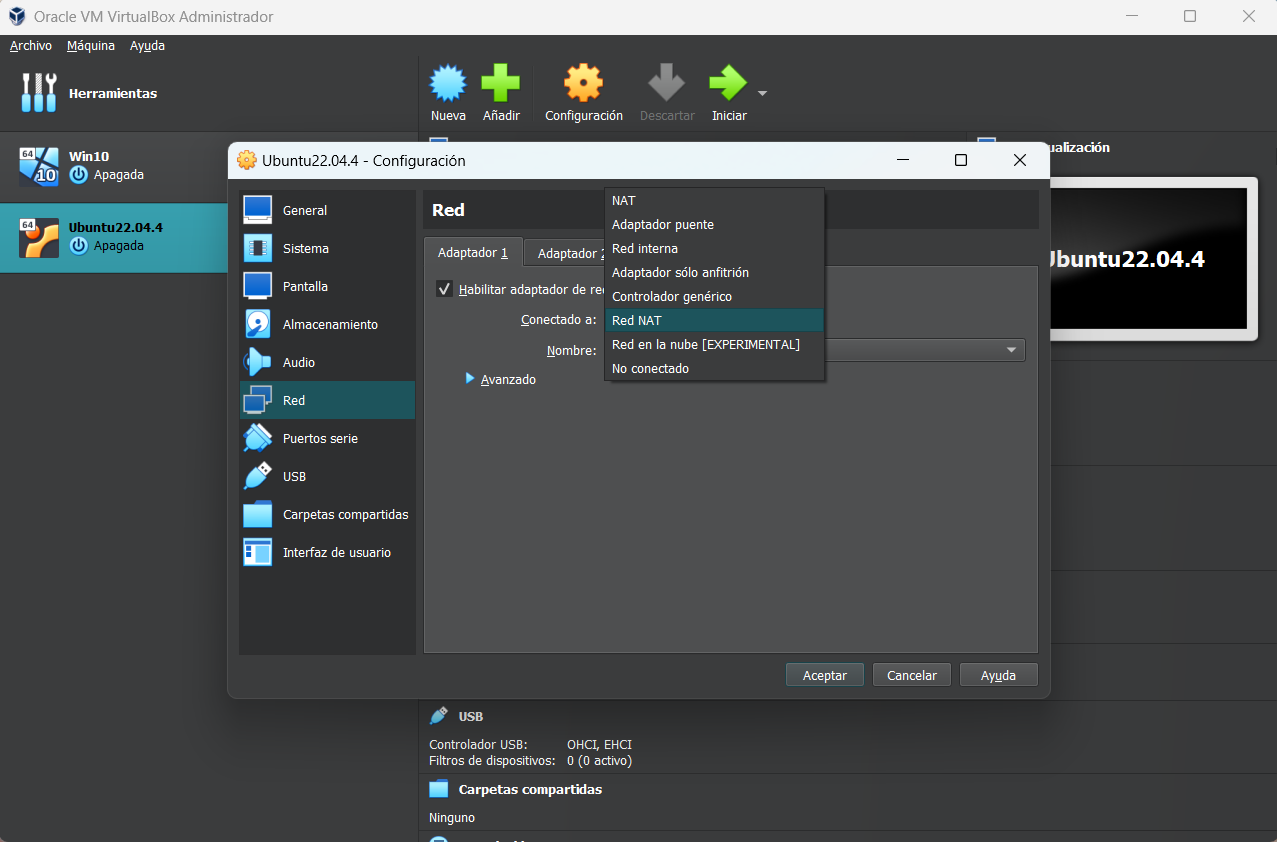 Oracle VM VirtualBox Administrador
Archivo Máquina Ayuda
Herramientas
Nueva Añadir Configuración Descartar Iniciar
64 10 Win10
Apagada
64 Ubuntu22.04.4
Apagada
Ubuntu22.04.4 - Configuración
General
Sistema
Pantalla
Almacenamiento
Audio
Red
Puertos serie
USB
Carpetas compartidas
Interfaz de usuario
Red
Adaptador 1 Adaptador
Habilitar adaptador de
Conectado a:
Nombre:
Avanzado
NAT
Adaptador puente
Red interna
Adaptador sólo anfitrión
Controlador genérico
Red NAT
Red en la nube [EXPERIMENTAL]
No conectado
Aceptar Cancelar Ayuda
ualización
Ubuntu22.04.4
USB
Controlador USB: OHCI, EHCI
Filtros de dispositivos: 0 (0 activo)
Carpetas compartidas
Ninguno